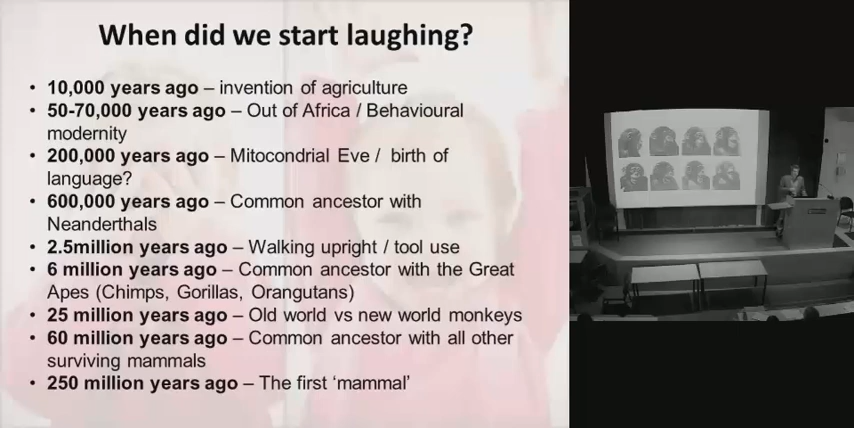 When did we start laughing?
• 10,000 years ago – invention of agriculture
• 50-70,000 years ago – Out of Africa / Behavioural
modernity
• 200,000 years ago – Mitocondrial Eve / birth of
language?
• 600,000 years ago – Common ancestor with
Neanderthals
• 2.5million years ago – Walking upright / tool use
• 6 million years ago – Common ancestor with the Great
Apes (Chimps, Gorillas, Orangutans)
• 25 million years ago – Old world vs new world monkeys
• 60 million years ago – Common ancestor with all other
surviving mammals
• 250 million years ago – The first ‘mammal’